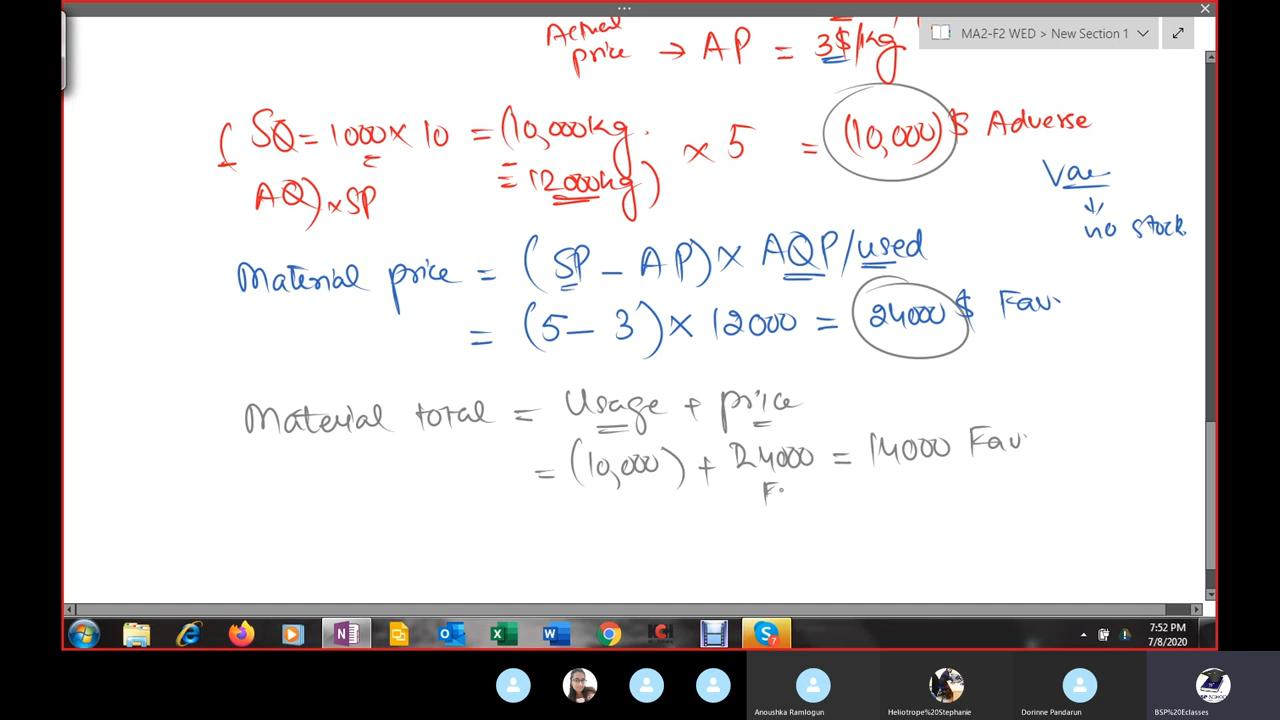 MA2-F2 WED > New Section 1
Actual
price → AP = 3$/kg
( SQ = 1000 × 10 = (10,000kg.
AQ) × SP = 12000kg) × 5 = (10,000) $ Adverse
Var
↓
no stock
Material price = (SP - AP) × AQP/used
= (5 - 3) × 12000 = 24000 $ Fav.
Material total = Usage + price
= (10,000) + 24000 = 14000 Fav.
F.
7:52 PM
7/8/2020
Anoushka Ramlogun
Heliotrope%20Stephanie
Dorinne Pandarun
BSP%20Eclasses